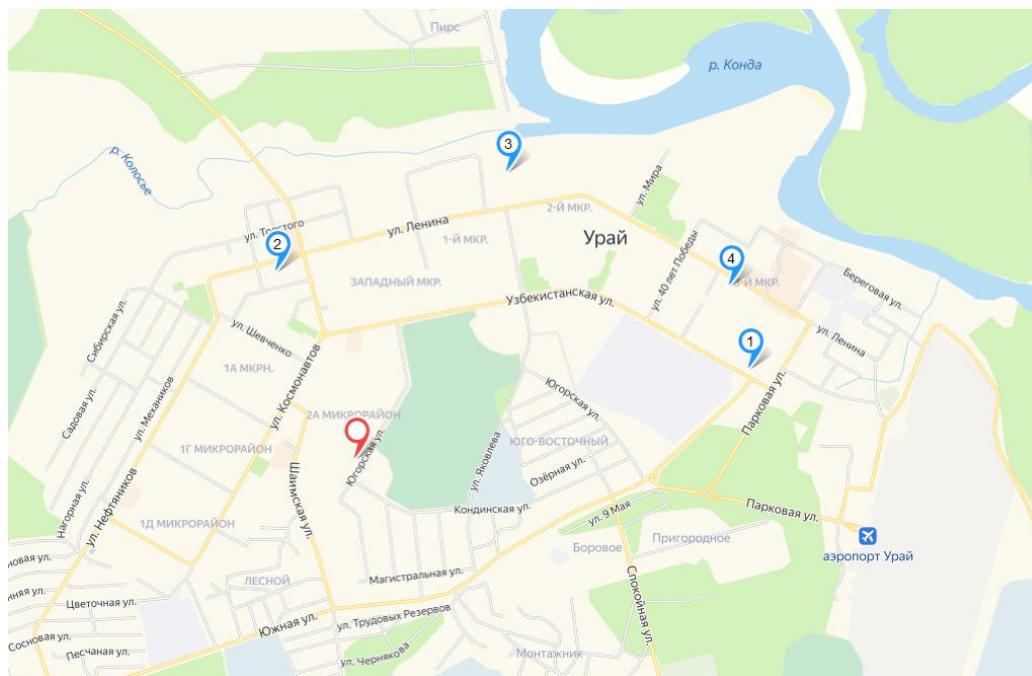 Пирс
р. Конда
3
р. Колосье
ул. Мира
2-Й МКР.
ул. Толстого
ул. Ленина
1-Й МКР.
Урай
2
4
ул. 40 лет Победы
3-Й МКР.
Береговая ул.
ЗАПАДНЫЙ МКР.
Узбекистанская ул.
Сибирская ул.
ул. Шевченко
ул. Ленина
1
1А МКРН.
ул. Космонавтов
Садовая ул.
ул. Механиков
Югорская ул.
Парковая ул.
2А МИКРОРАЙОН
Югорская ул.
ЮГО-ВОСТОЧНЫЙ
1Г МИКРОРАЙОН
ул. Яковлева
Озёрная ул.
Шаимская ул.
Нагорная ул.
ул. Нефтяников
Кондинская ул.
ул. 9 Мая
Парковая ул.
1Д МИКРОРАЙОН
Пригородное
Боровое
аэропорт Урай
новая ул.
Магистральная ул.
ЛЕСНОЙ
нняя ул.
Цветочная ул.
Спокойная ул.
ул. Трудовых Резервов
Южная ул.
Сосновая ул.
Песчаная ул.
ул. Чернякова
Монтажник